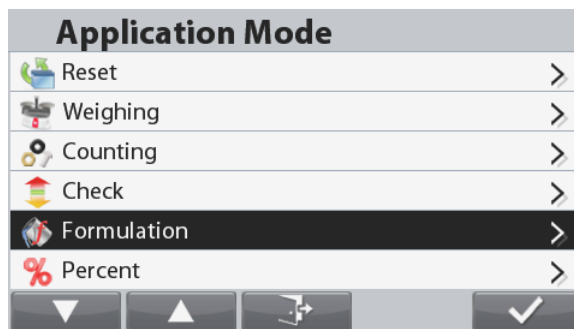 Application Mode
Reset
Weighing
Counting
Check
Formulation
Percent